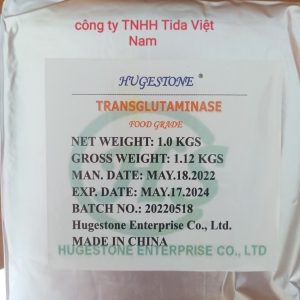 công ty TNHH Tida Việt
Nam
HUGESTONE ®
TRANSGLUTAMINASE
FOOD GRADE
NET WEIGHT: 1.0 KGS
GROSS WEIGHT: 1.12 KGS
MAN. DATE: MAY.18.2022
EXP. DATE: MAY.17.2024
BATCH NO.: 20220518
Hugestone Enterprise Co., Ltd.
MADE IN CHINA
HUGESTONE ENTERPRISE CO., LTD